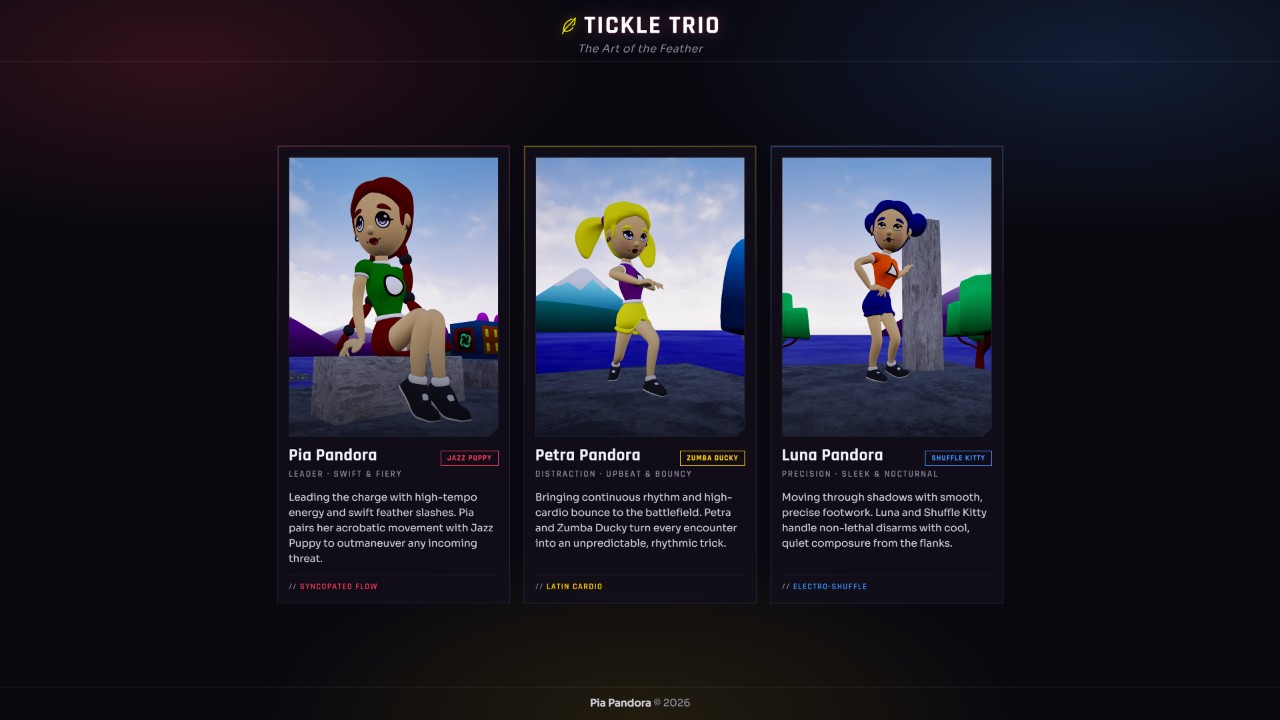 TICKLE TRIO
The Art of the Feather
Pia Pandora
JAZZ PUPPY
LEADER · SWIFT & FIERY
Leading the charge with high-tempo
energy and swift feather slashes. Pia
pairs her acrobatic movement with Jazz
Puppy to outmaneuver any incoming
threat.
// SYNCOPATED FLOW
Petra Pandora
ZUMBA DUCKY
DISTRACTION · UPBEAT & BOUNCY
Bringing continuous rhythm and high-
cardio bounce to the battlefield. Petra
and Zumba Ducky turn every encounter
into an unpredictable, rhythmic trick.
// LATIN CARDIO
Luna Pandora
SHUFFLE KITTY
PRECISION · SLEEK & NOCTURNAL
Moving through shadows with smooth,
precise footwork. Luna and Shuffle Kitty
handle non-lethal disarms with cool,
quiet composure from the flanks.
// ELECTRO-SHUFFLE
Pia Pandora © 2026